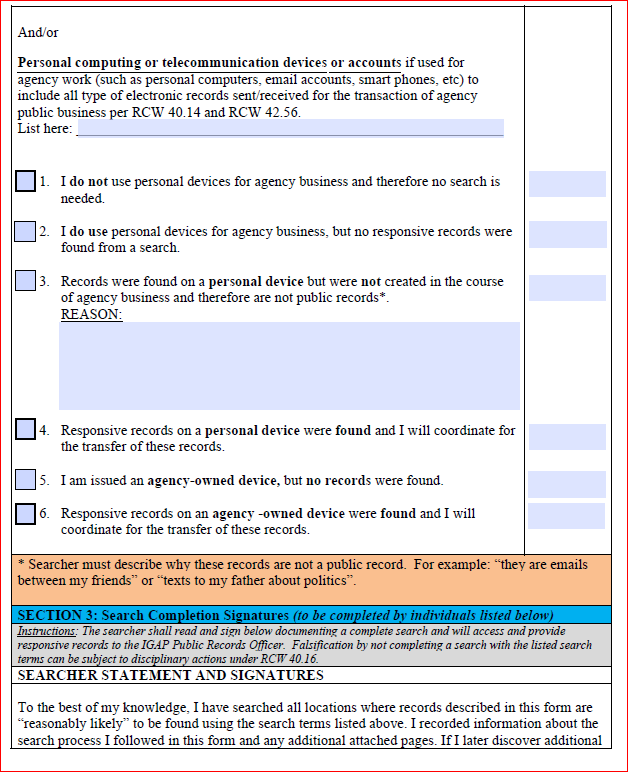 And/or
Personal computing or telecommunication devices or accounts if used for
agency work (such as personal computers, email accounts, smart phones, etc) to
include all type of electronic records sent/received for the transaction of agency
public business per RCW 40.14 and RCW 42.56.
List here:
1. I do not use personal devices for agency business and therefore no search is
needed.
2. I do use personal devices for agency business, but no responsive records were
found from a search.
3. Records were found on a personal device but were not created in the course
of agency business and therefore are not public records*.
REASON:
4. Responsive records on a personal device were found and I will coordinate for
the transfer of these records.
5. I am issued an agency-owned device, but no records were found.
6. Responsive records on an agency -owned device were found and I will
coordinate for the transfer of these records.
* Searcher must describe why these records are not a public record. For example: “they are emails
between my friends” or “texts to my father about politics”.
SECTION 3: Search Completion Signatures (to be completed by individuals listed below)
Instructions: The searcher shall read and sign below documenting a complete search and will access and provide
responsive records to the IGAP Public Records Officer. Falsification by not completing a search with the listed search
terms can be subject to disciplinary actions under RCW 40.16.
SEARCHER STATEMENT AND SIGNATURES
To the best of my knowledge, I have searched all locations where records described in this form are
“reasonably likely” to be found using the search terms listed above. I recorded information about the
search process I followed in this form and any additional attached pages. If I later discover additional